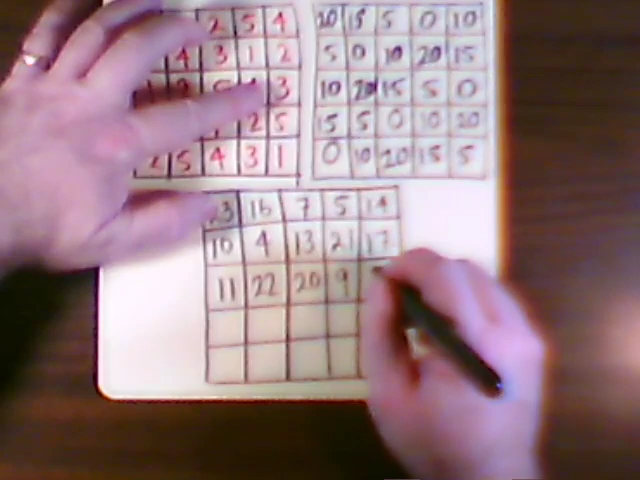 2 5 4 20 15 5 0 10
4 3 1 2 5 0 10 20 15
3 10 20 15 5 0
2 5 15 5 0 10 20
2 5 4 3 1 0 10 20 15 5
23 16 7 5 14
10 4 13 21 17
11 22 20 9